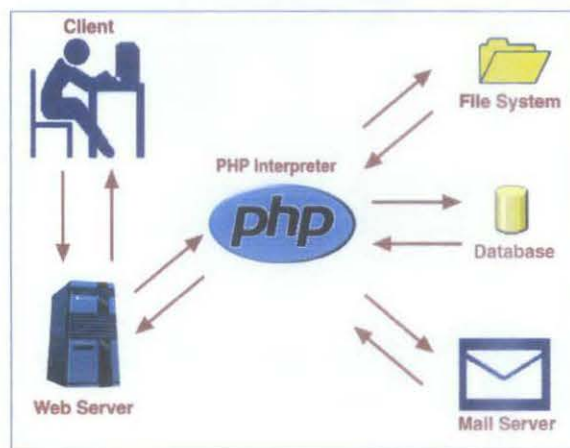 Client
File System
PHP Interpreter
php
Database
Web Server
Mail Server